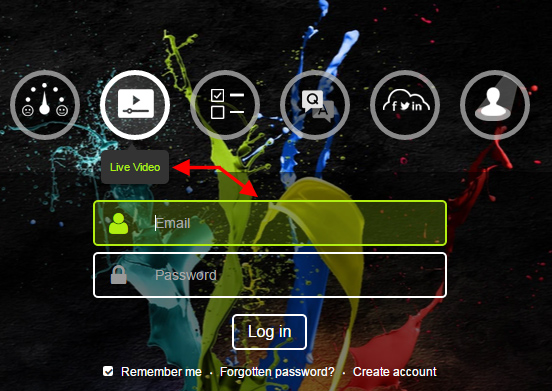 Q
A
f in
Live Video
Email
Password
Log in
Remember me · Forgotten password? · Create account